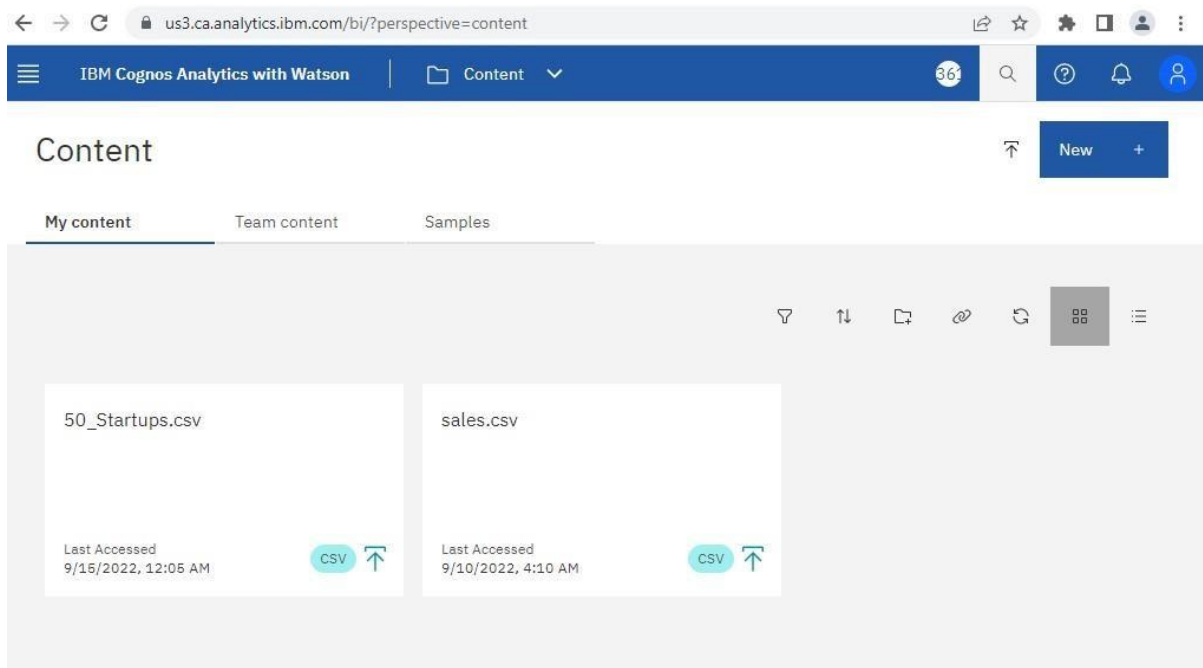 us3.ca.analytics.ibm.com/bi/?perspective=content
IBM Cognos Analytics with Watson
Content
361
Content
New +
My content
Team content
Samples
50_Startups.csv
Last Accessed
9/15/2022, 12:05 AM
CSV
sales.csv
Last Accessed
9/10/2022, 4:10 AM
CSV